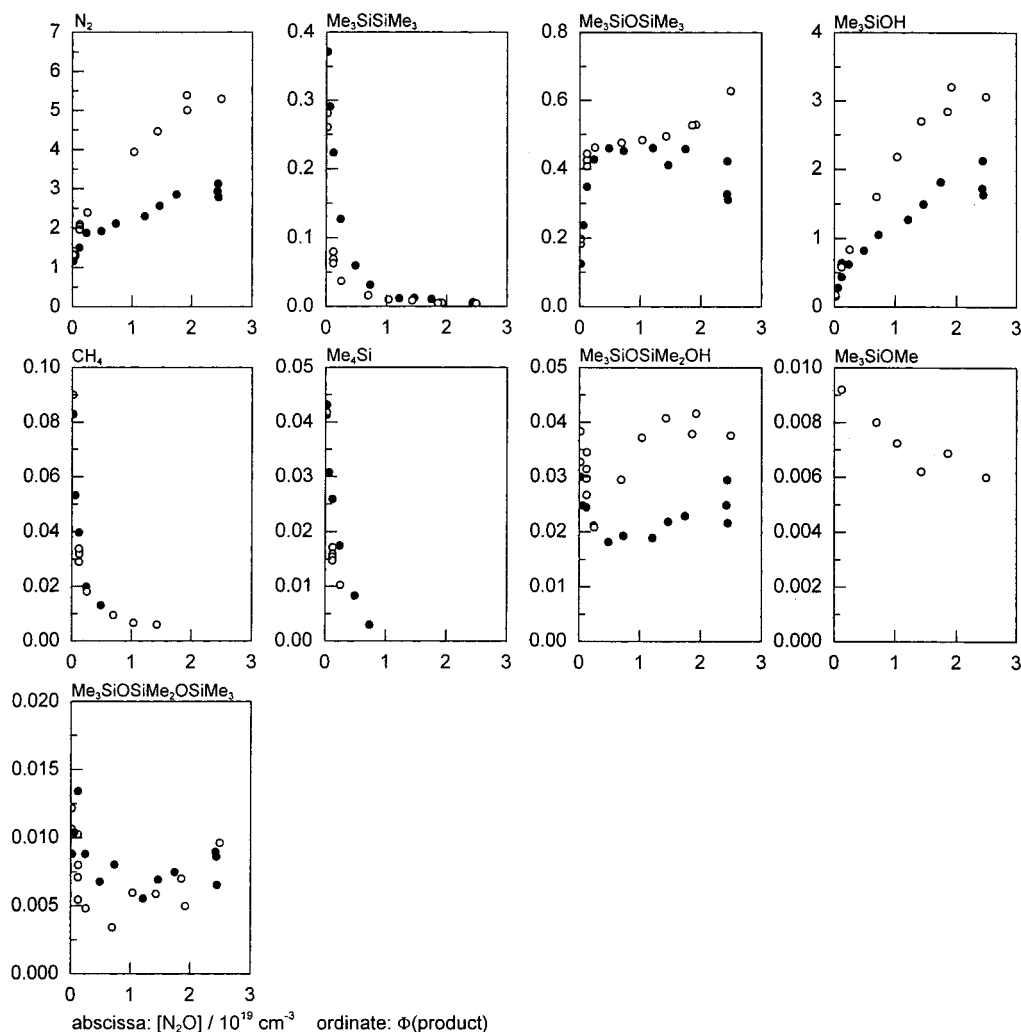 N₂
Me₃SiSiMe₃
Me₃SiOSiMe₃
Me₃SiOH
7
6
5
4
3
2
1
0
0 1 2 3
0.4
0.3
0.2
0.1
0.0
0 1 2 3
0.8
0.6
0.4
0.2
0.0
0 1 2 3
4
3
2
1
0
0 1 2 3
CH₄
Me₄Si
Me₃SiOSiMe₂OH
Me₃SiOMe
0.10
0.08
0.06
0.04
0.02
0.00
0 1 2 3
0.05
0.04
0.03
0.02
0.01
0.00
0 1 2 3
0.05
0.04
0.03
0.02
0.01
0.00
0 1 2 3
0.010
0.008
0.006
0.004
0.002
0.000
0 1 2 3
Me₃SiOSiMe₂OSiMe₃
0.020
0.015
0.010
0.005
0.000
0 1 2 3
abscissa: [N₂O] / 10¹⁹ cm⁻³ ordinate: Φ(product)